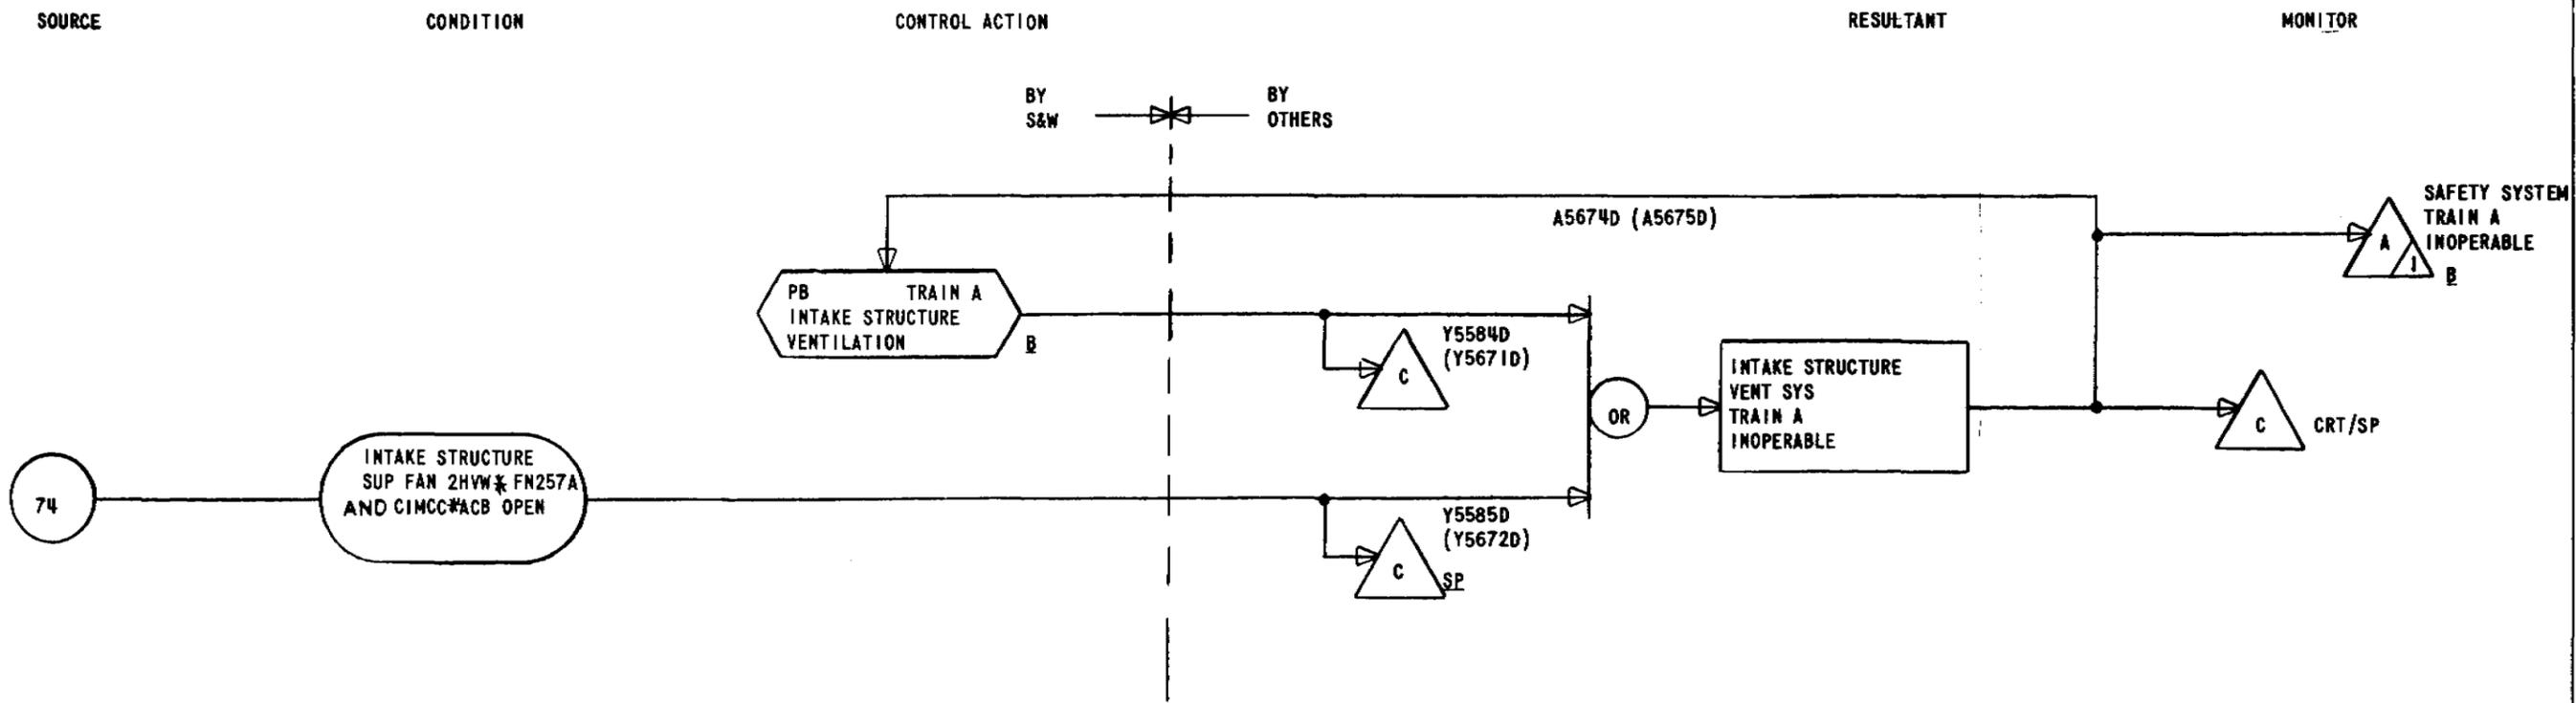 SOURCE
CONDITION
CONTROL ACTION
RESULTANT
MONITOR
BY
S&W
BY
OTHERS
A5674D (A5675D)
SAFETY SYSTEM
TRAIN A
INOPERABLE
A
1
B
PB TRAIN A
INTAKE STRUCTURE
VENTILATION
B
Y5584D
(Y5671D)
C
OR
INTAKE STRUCTURE
VENT SYS
TRAIN A
INOPERABLE
C
CRT/SP
74
INTAKE STRUCTURE
SUP FAN 2HVW* FN257A
AND CIMCC*ACB OPEN
Y5585D
(Y5672D)
C
SP